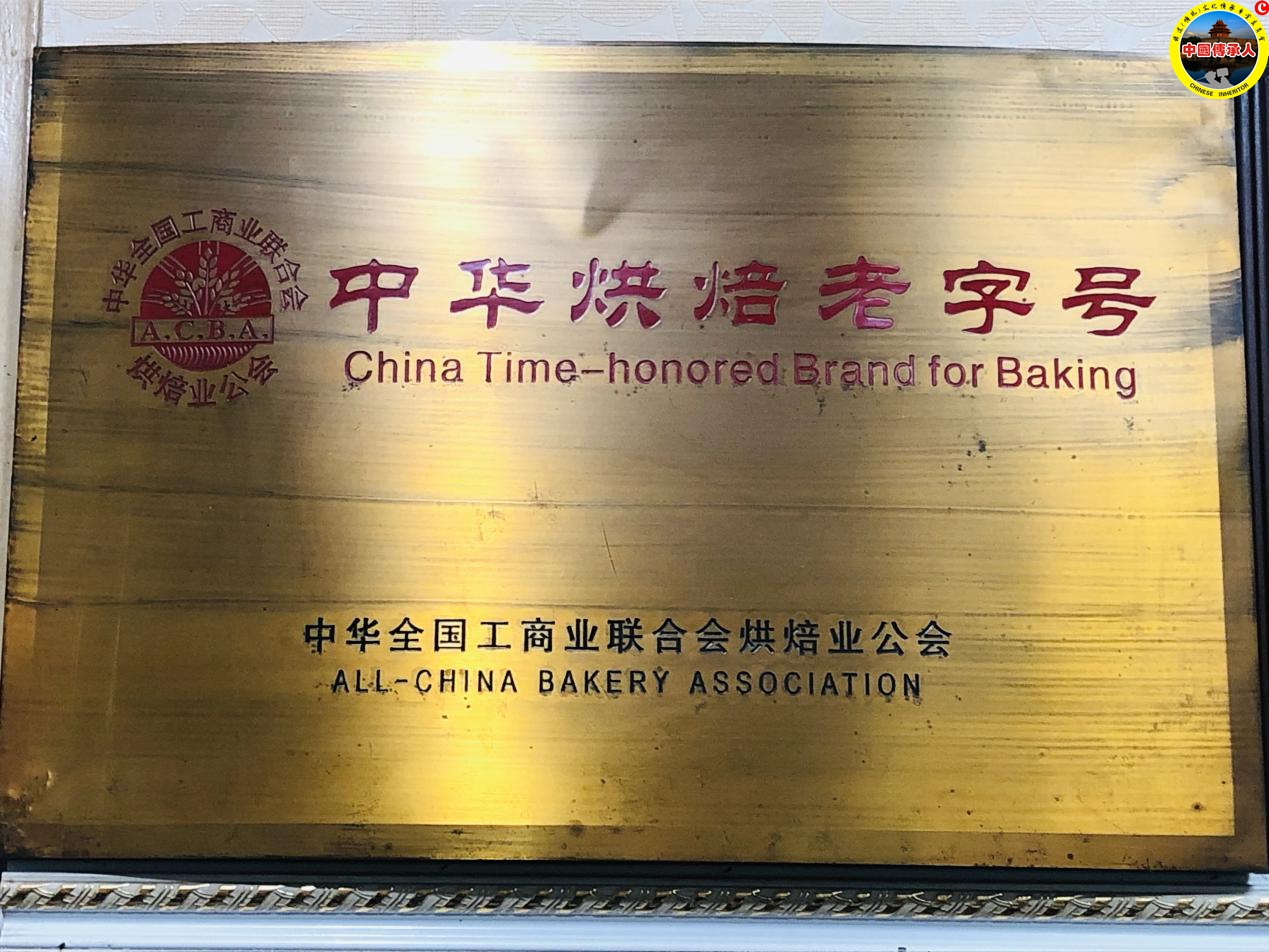 中國傳承人
CHINESE INHERITOR
中华全国工商业联合会
A.C.B.A.
烘焙业公会
中华烘焙老字号
China Time-honored Brand for Baking
中华全国工商业联合会烘焙业公会
ALL-CHINA BAKERY ASSOCIATION